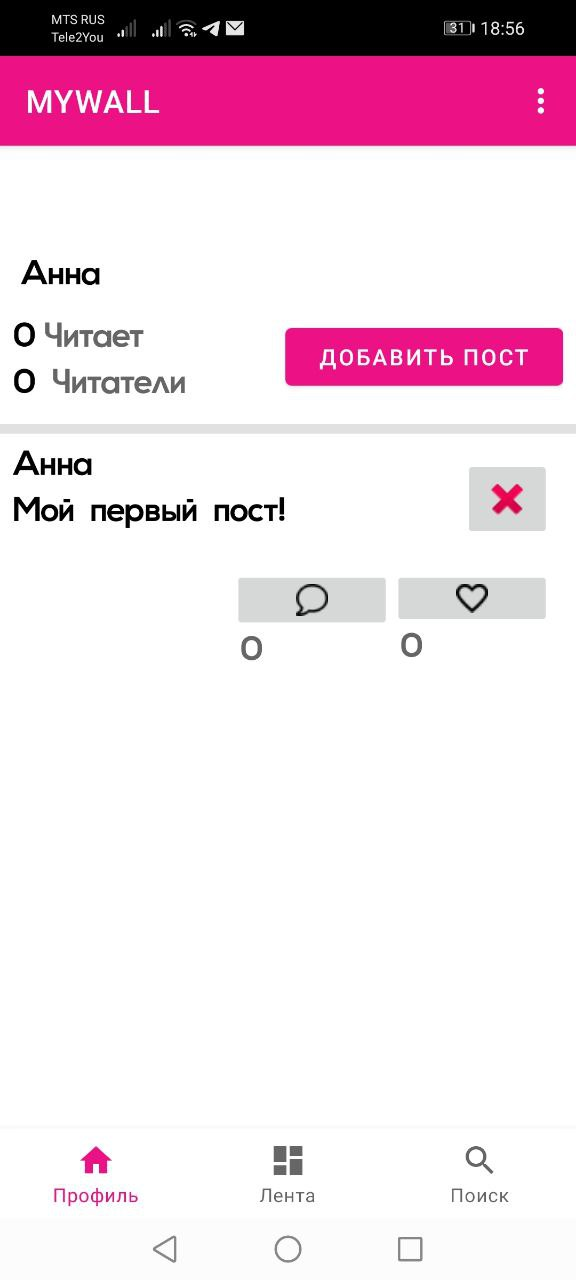 MTS RUS
Tele2You
31 18:56
MYWALL
Анна
0 Читает
0 Читатели
ДОБАВИТЬ ПОСТ
Анна
Мой первый пост!
0 0
Профиль Лента Поиск